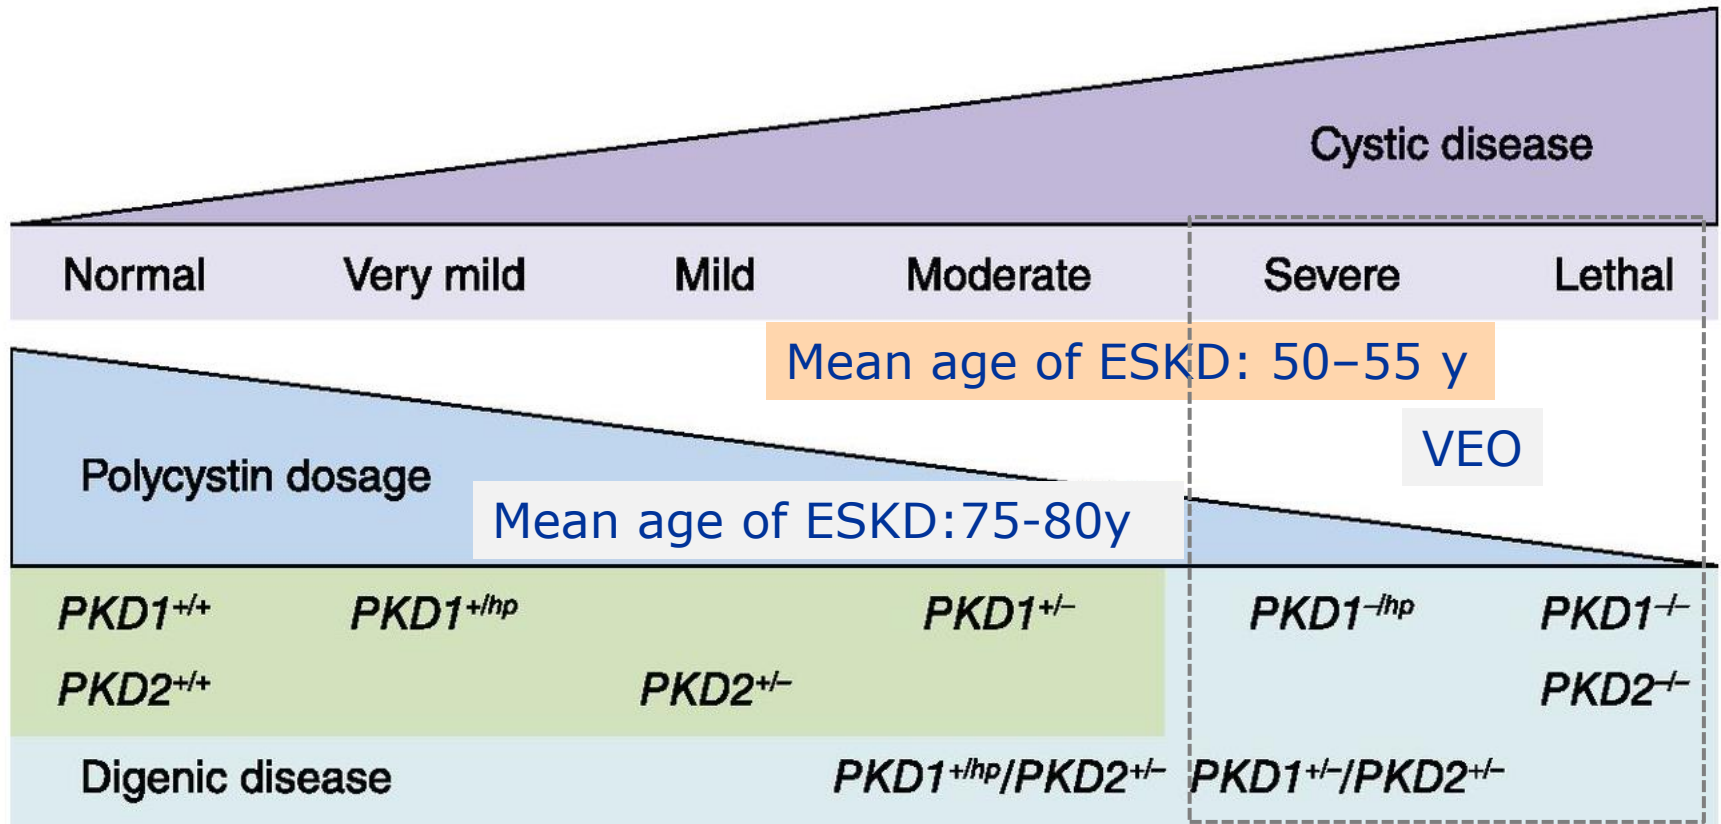 Cystic disease
Normal Very mild Mild Moderate Severe Lethal
Mean age of ESKD: 50–55 y
VEO
Polycystin dosage
Mean age of ESKD:75-80y
PKD1+/+ PKD1+/hp PKD1+/– PKD1–/hp PKD1–/–
PKD2+/+ PKD2+/– PKD2–/–
Digenic disease PKD1+/hp/PKD2+/– PKD1+/–/PKD2+/–